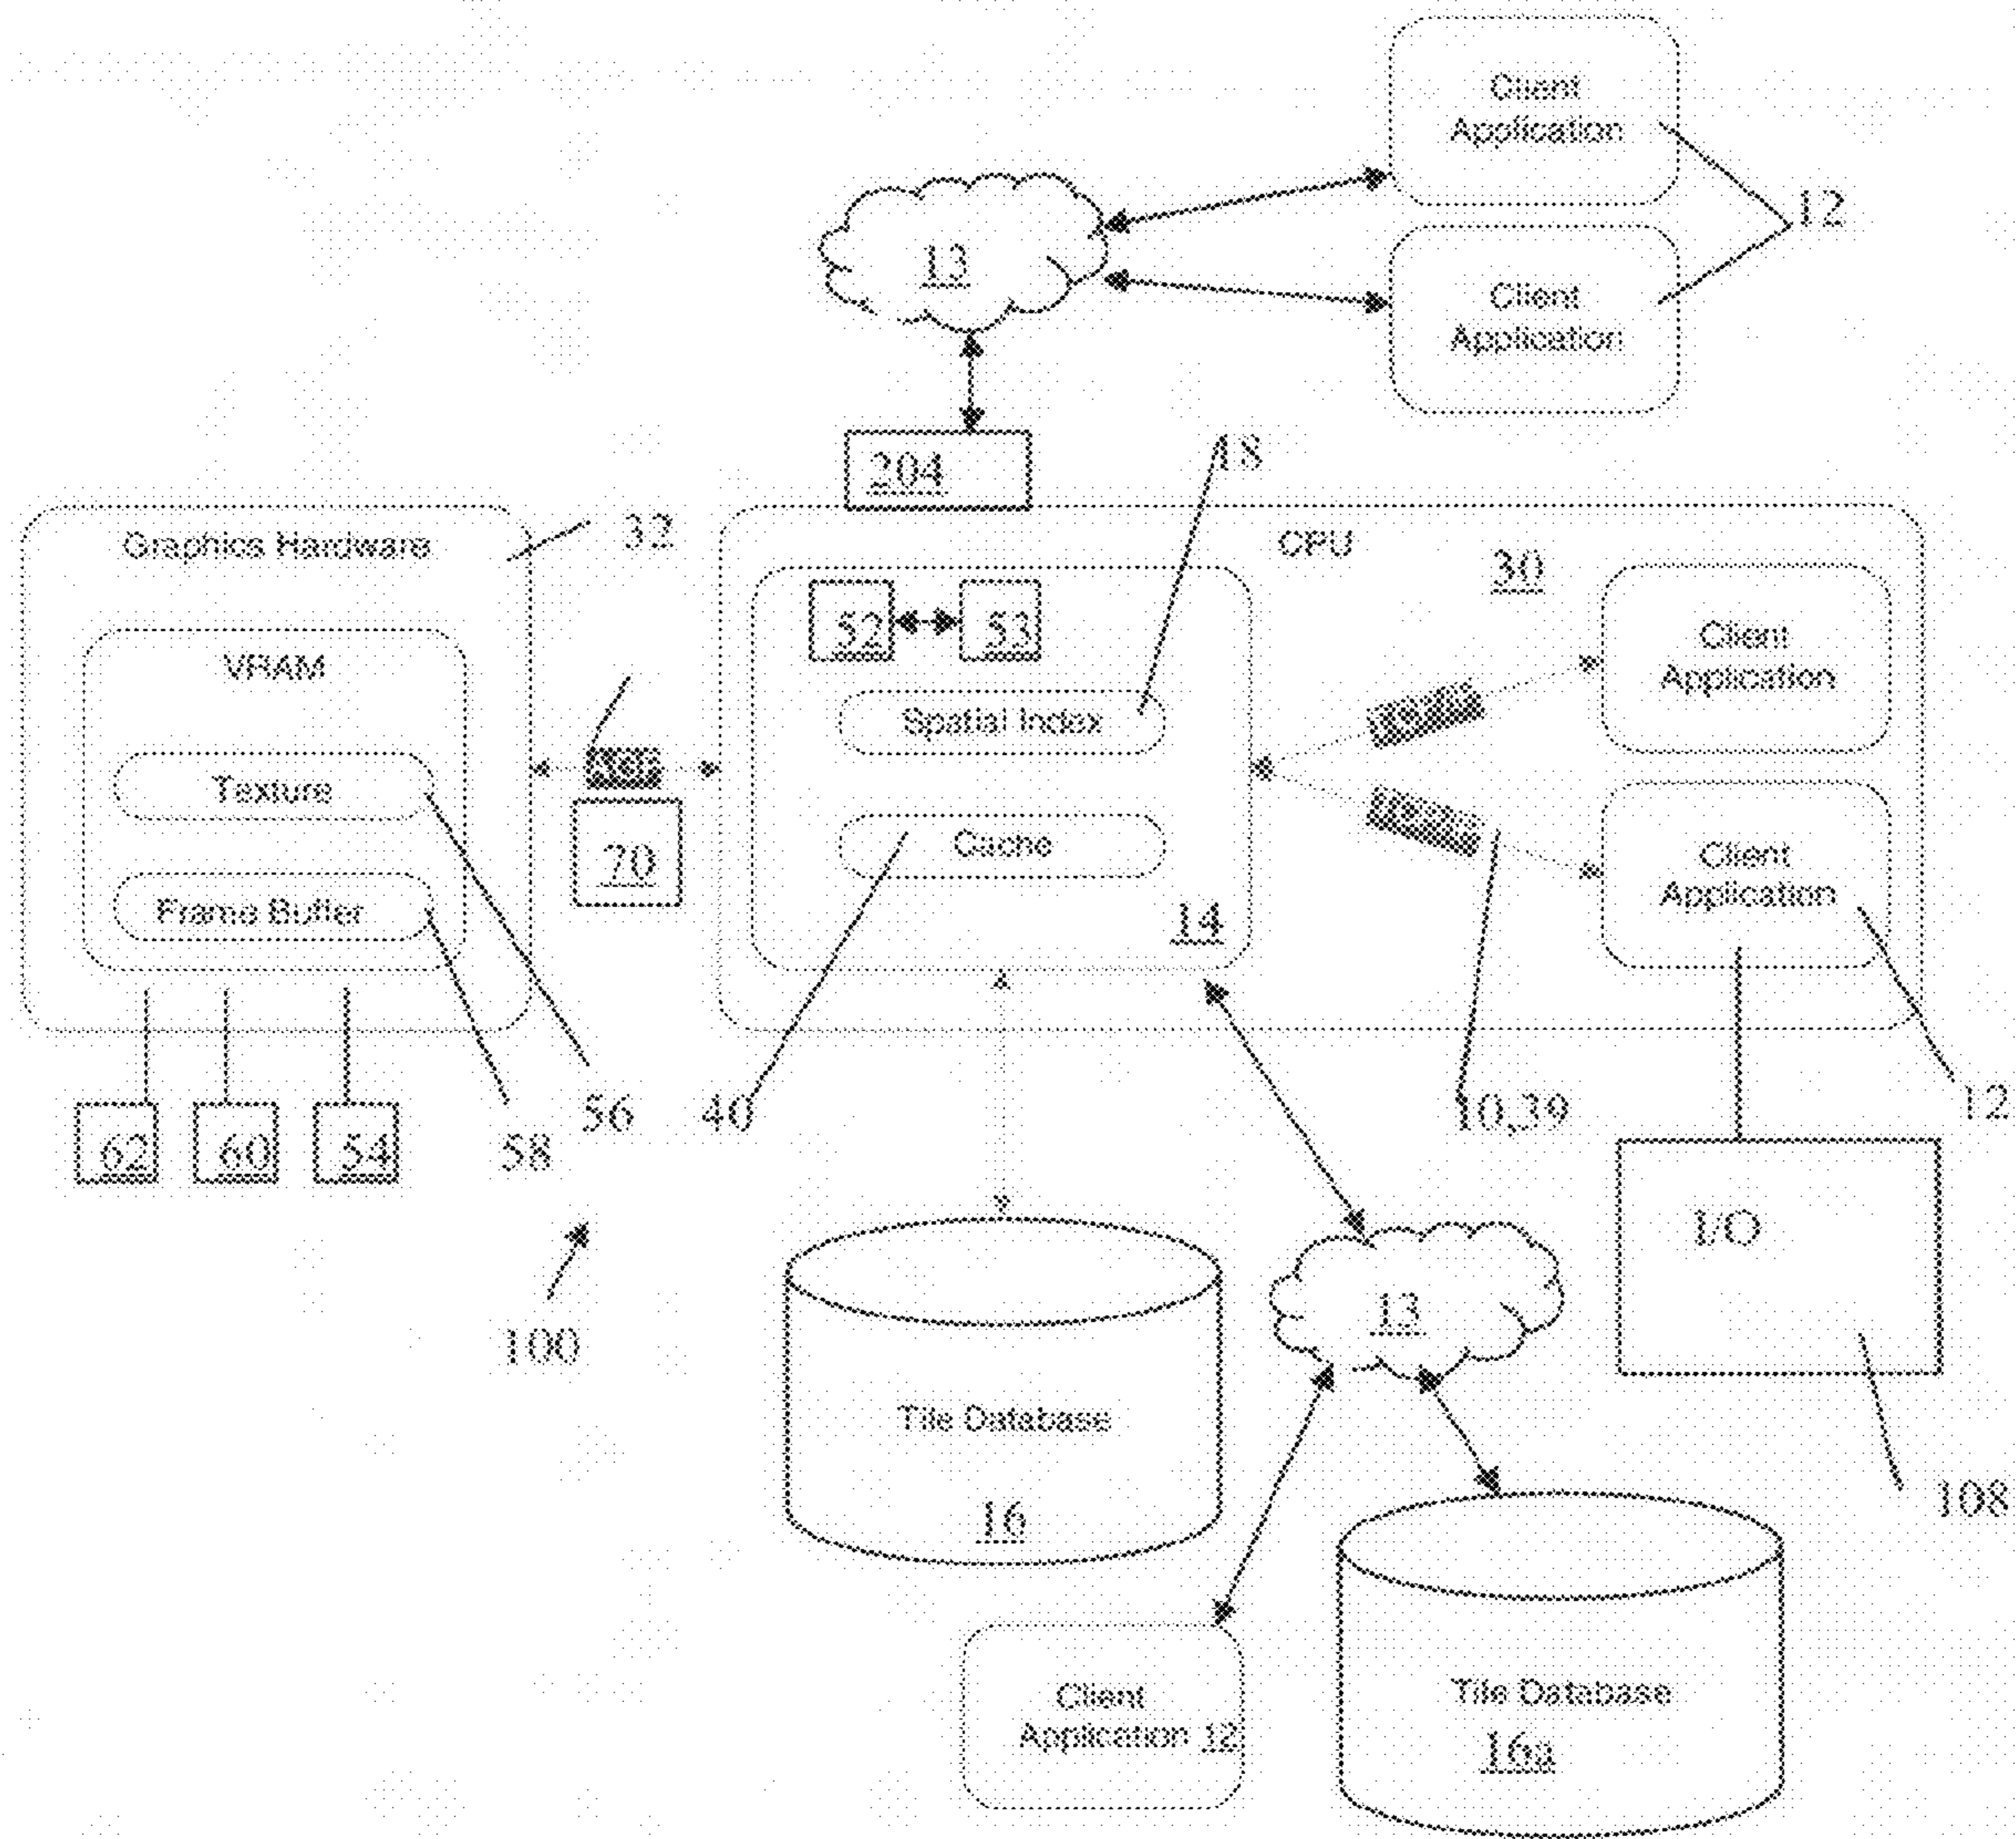 Client
Application
12
13
Client
Application
204
18
Graphics Hardware
32
CPU
30
52
53
Client
Application
VRAM
Spatial Index
Texture
70
Cache
Client
Application
Frame Buffer
14
62
60
54
58
56
40
10,39
12
I/O
100
13
Tile Database
16
108
Client
Application 12
Tile Database
16a